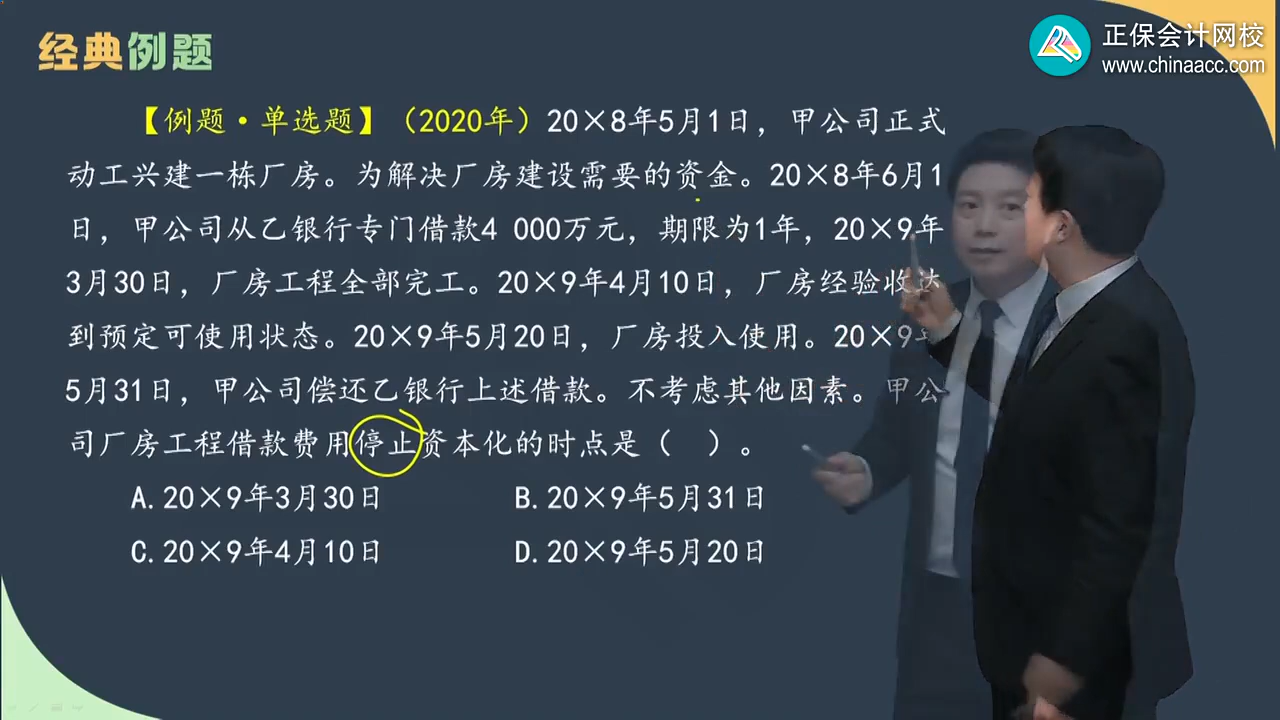 经典例题
正保会计网校
www.chinaacc.com
【例题·单选题】（2020年）20×8年5月1日，甲公司正式
动工兴建一栋厂房。为解决厂房建设需要的资金。20×8年6月1
日，甲公司从乙银行专门借款4 000万元，期限为1年，20×9年
3月30日，厂房工程全部完工。20×9年4月10日，厂房经验收达
到预定可使用状态。20×9年5月20日，厂房投入使用。20×9年
5月31日，甲公司偿还乙银行上述借款。不考虑其他因素。甲公
司厂房工程借款费用停止资本化的时点是（ ）。
A.20×9年3月30日 B.20×9年5月31日
C.20×9年4月10日 D.20×9年5月20日